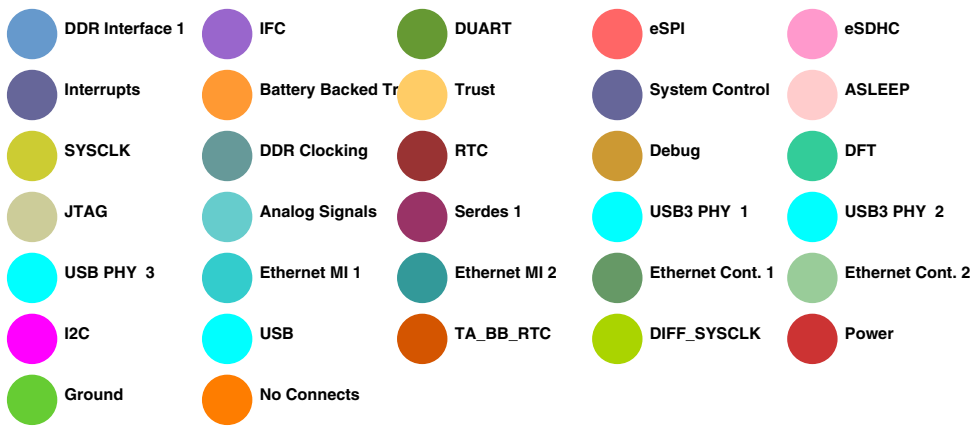 DDR Interface 1 IFC DUART eSPI eSDHC
Interrupts Battery Backed Tr Trust System Control ASLEEP
SYSCLK DDR Clocking RTC Debug DFT
JTAG Analog Signals Serdes 1 USB3 PHY 1 USB3 PHY 2
USB PHY 3 Ethernet MI 1 Ethernet MI 2 Ethernet Cont. 1 Ethernet Cont. 2
I2C USB TA_BB_RTC DIFF_SYSCLK Power
Ground No Connects